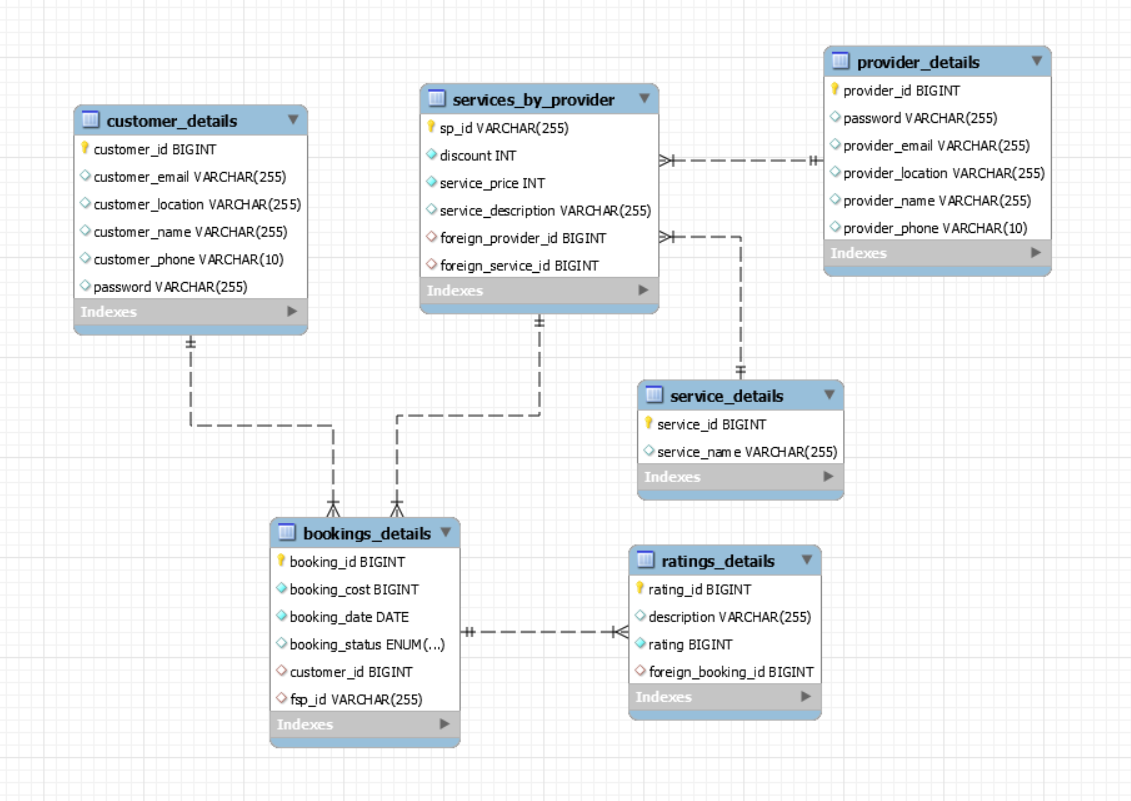 customer_details
customer_id BIGINT
customer_email VARCHAR(255)
customer_location VARCHAR(255)
customer_name VARCHAR(255)
customer_phone VARCHAR(10)
password VARCHAR(255)
Indexes
services_by_provider
sp_id VARCHAR(255)
discount INT
service_price INT
service_description VARCHAR(255)
foreign_provider_id BIGINT
foreign_service_id BIGINT
Indexes
provider_details
provider_id BIGINT
password VARCHAR(255)
provider_email VARCHAR(255)
provider_location VARCHAR(255)
provider_name VARCHAR(255)
provider_phone VARCHAR(10)
Indexes
service_details
service_id BIGINT
service_name VARCHAR(255)
Indexes
bookings_details
booking_id BIGINT
booking_cost BIGINT
booking_date DATE
booking_status ENUM(...)
customer_id BIGINT
fsp_id VARCHAR(255)
Indexes
ratings_details
rating_id BIGINT
description VARCHAR(255)
rating BIGINT
foreign_booking_id BIGINT
Indexes